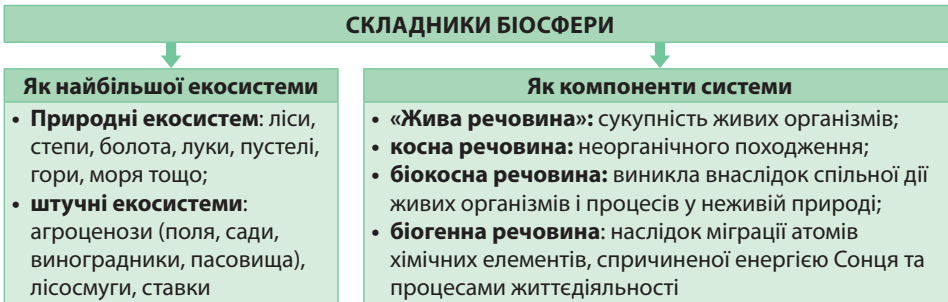 СКЛАДНИКИ БІОСФЕРИ
Як найбільшої екосистеми
• Природні екосистем: ліси,
степи, болота, луки, пустелі,
гори, моря тощо;
• штучні екосистеми:
агроценози (поля, сади,
виноградники, пасовища),
лісосмуги, ставки
Як компоненти системи
• «Жива речовина»: сукупність живих організмів;
• косна речовина: неорганічного походження;
• біокосна речовина: виникла внаслідок спільної дії
живих організмів і процесів у неживій природі;
• біогенна речовина: наслідок міграції атомів
хімічних елементів, спричиненої енергією Сонця та
процесами життєдіяльності